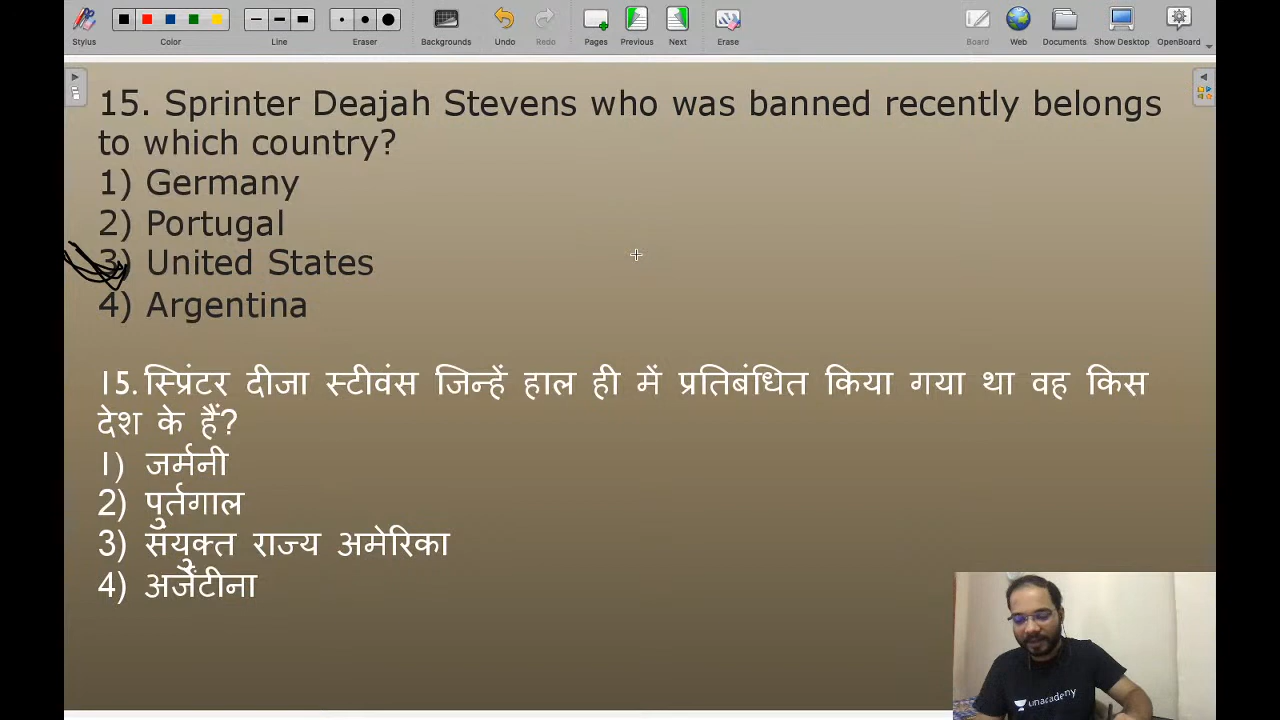 Stylus
Color
Line
Eraser
Backgrounds
Undo
Redo
Pages
Previous
Next
Erase
Board
Web
Documents
Show Desktop
OpenBoard
15. Sprinter Deajah Stevens who was banned recently belongs
to which country?
1) Germany
2) Portugal
3) United States
4) Argentina
15. स्प्रिंटर दीजा स्टीवंस जिन्हें हाल ही में प्रतिबंधित किया गया था वह किस
देश के हैं?
1) जर्मनी
2) पुर्तगाल
3) संयुक्त राज्य अमेरिका
4) अर्जेंटीना
unacademy